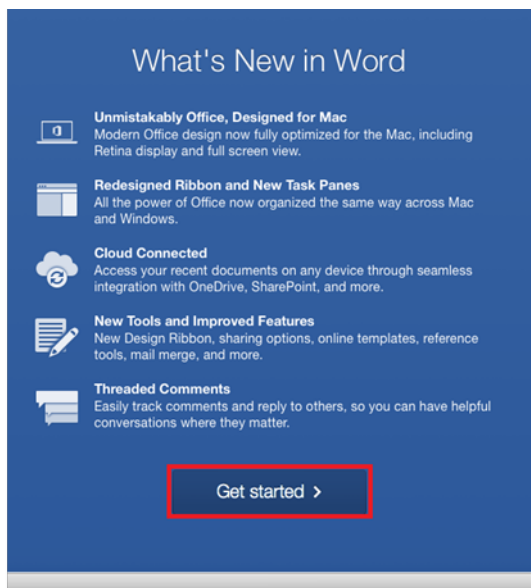 What's New in Word
Unmistakably Office, Designed for Mac
Modern Office design now fully optimized for the Mac, including
Retina display and full screen view.
Redesigned Ribbon and New Task Panes
All the power of Office now organized the same way across Mac
and Windows.
Cloud Connected
Access your recent documents on any device through seamless
integration with OneDrive, SharePoint, and more.
New Tools and Improved Features
New Design Ribbon, sharing options, online templates, reference
tools, mail merge, and more.
Threaded Comments
Easily track comments and reply to others, so you can have helpful
conversations where they matter.
Get started >